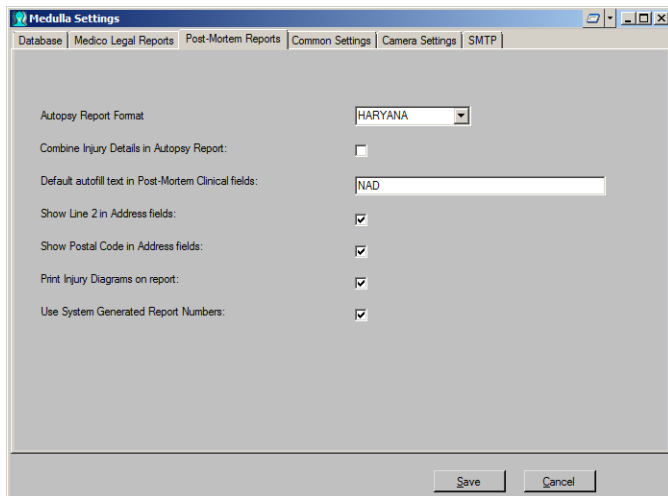 Medulla Settings
Database Medico Legal Reports Post-Mortem Reports Common Settings Camera Settings SMTP
Autopsy Report Format HARYANA
Combine Injury Details in Autopsy Report:
Default autofill text in Post-Mortem Clinical fields: NAD
Show Line 2 in Address fields:
Show Postal Code in Address fields:
Print Injury Diagrams on report:
Use System Generated Report Numbers:
Save Cancel